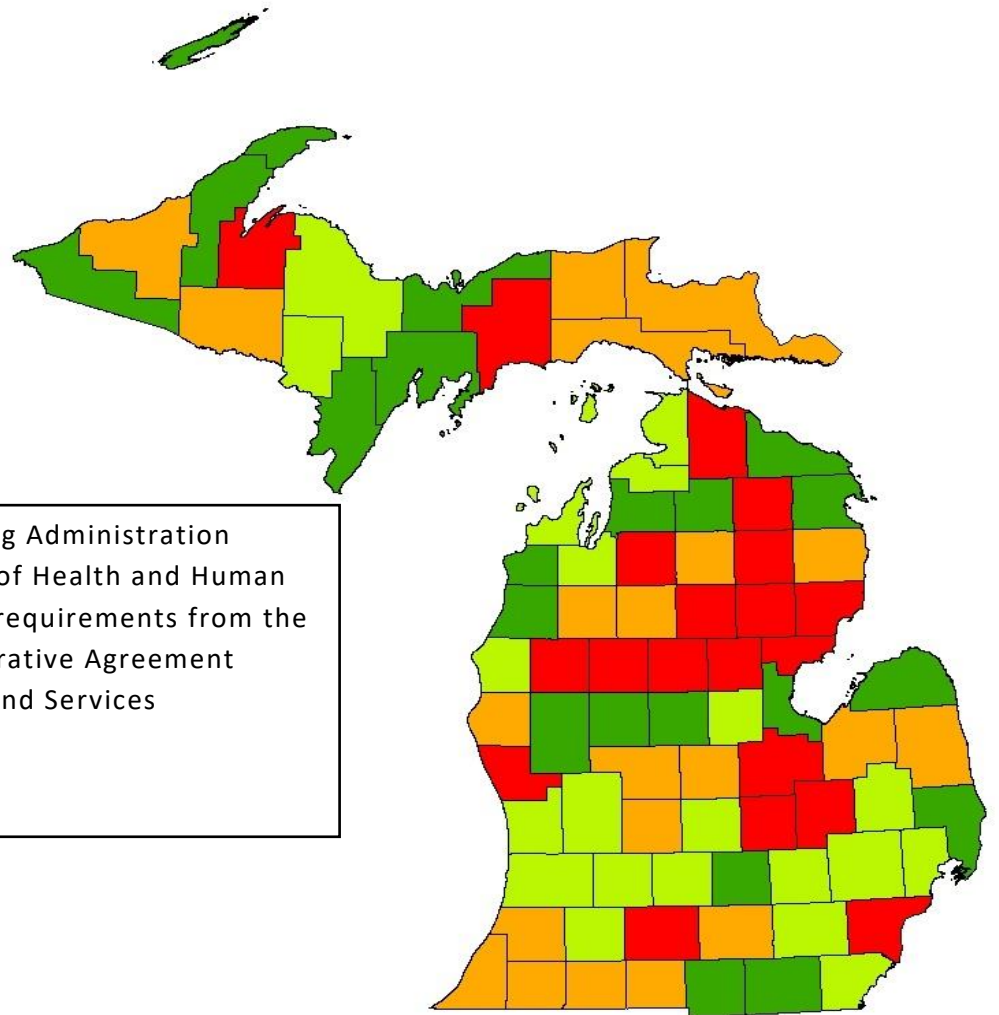 g Administration
of Health and Human
requirements from the
rative Agreement
nd Services